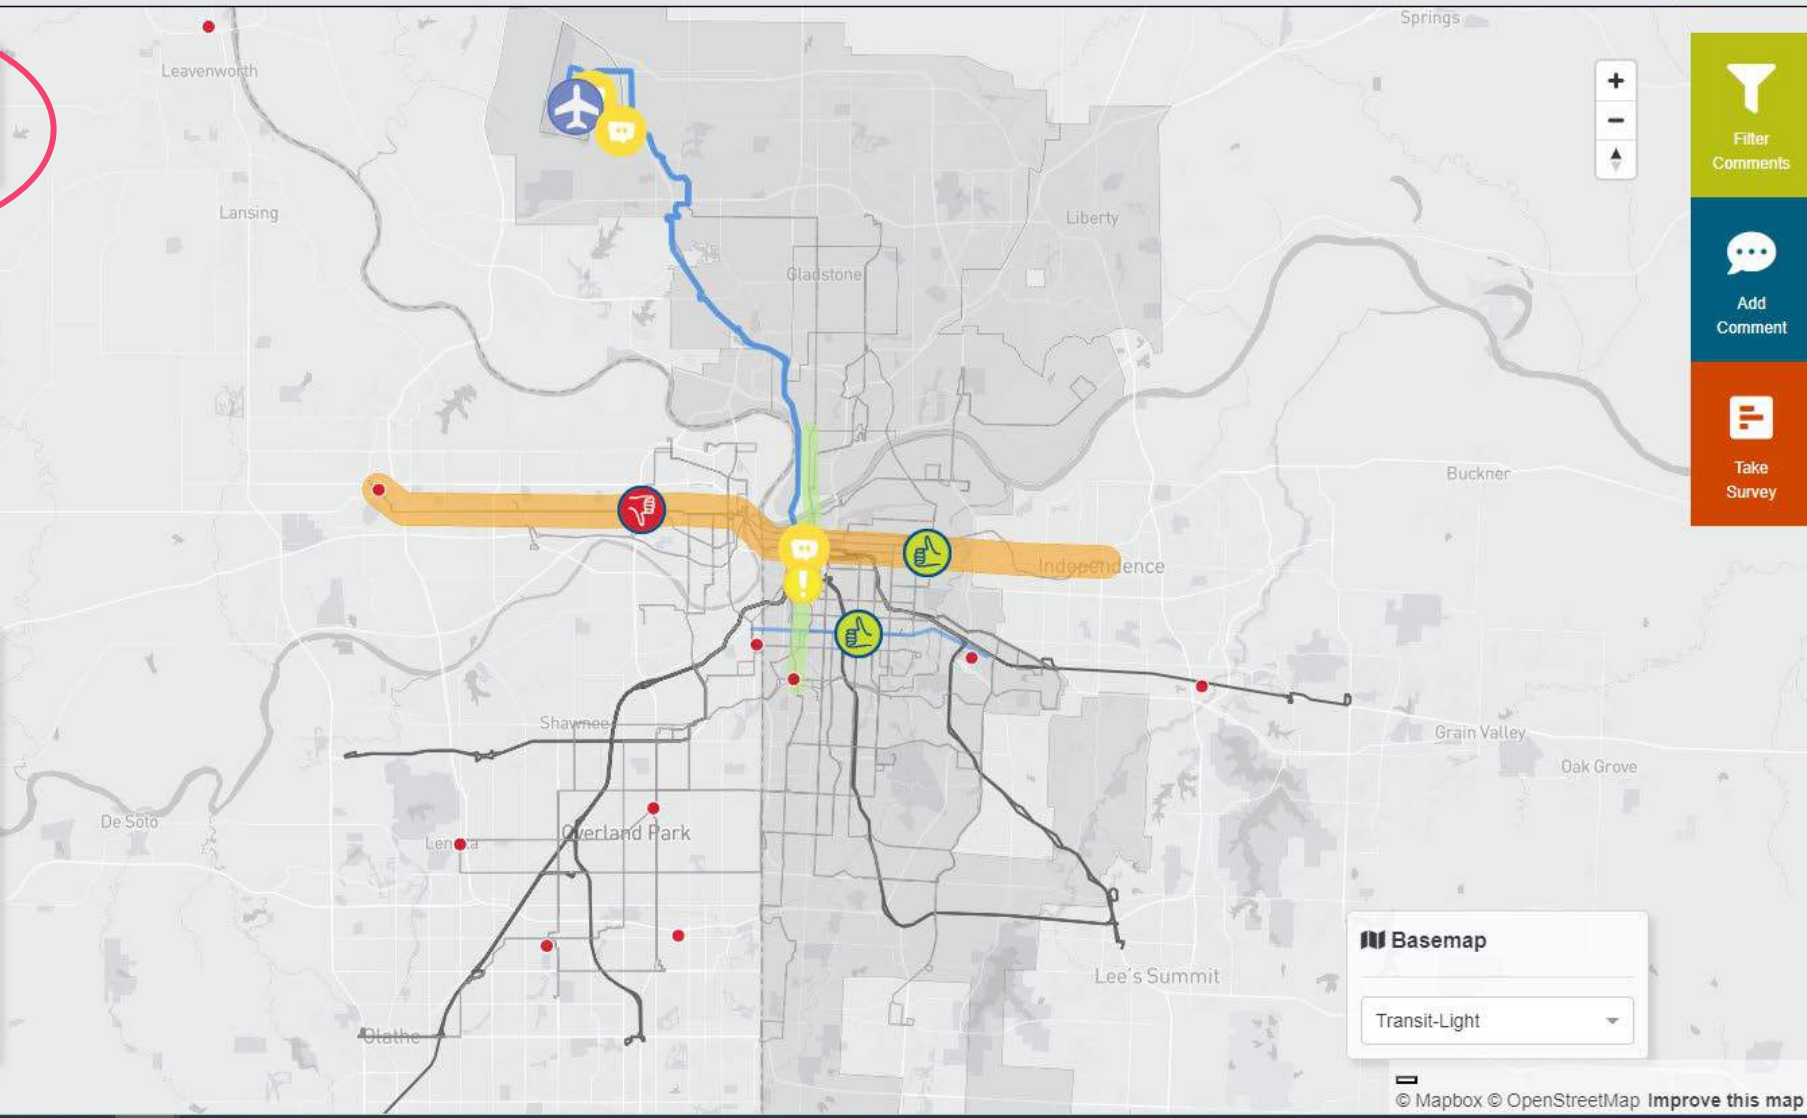 Springs
Leavenworth
+
Filter
Comments
−
Lansing
Liberty
Gladstone
Add
Comment
Take
Survey
Buckner
!
Independence
Shawnee
Grain Valley
Oak Grove
De Soto
Overland Park
Lenexa
Basemap
Lee's Summit
Transit-Light
Olathe
© Mapbox © OpenStreetMap Improve this map